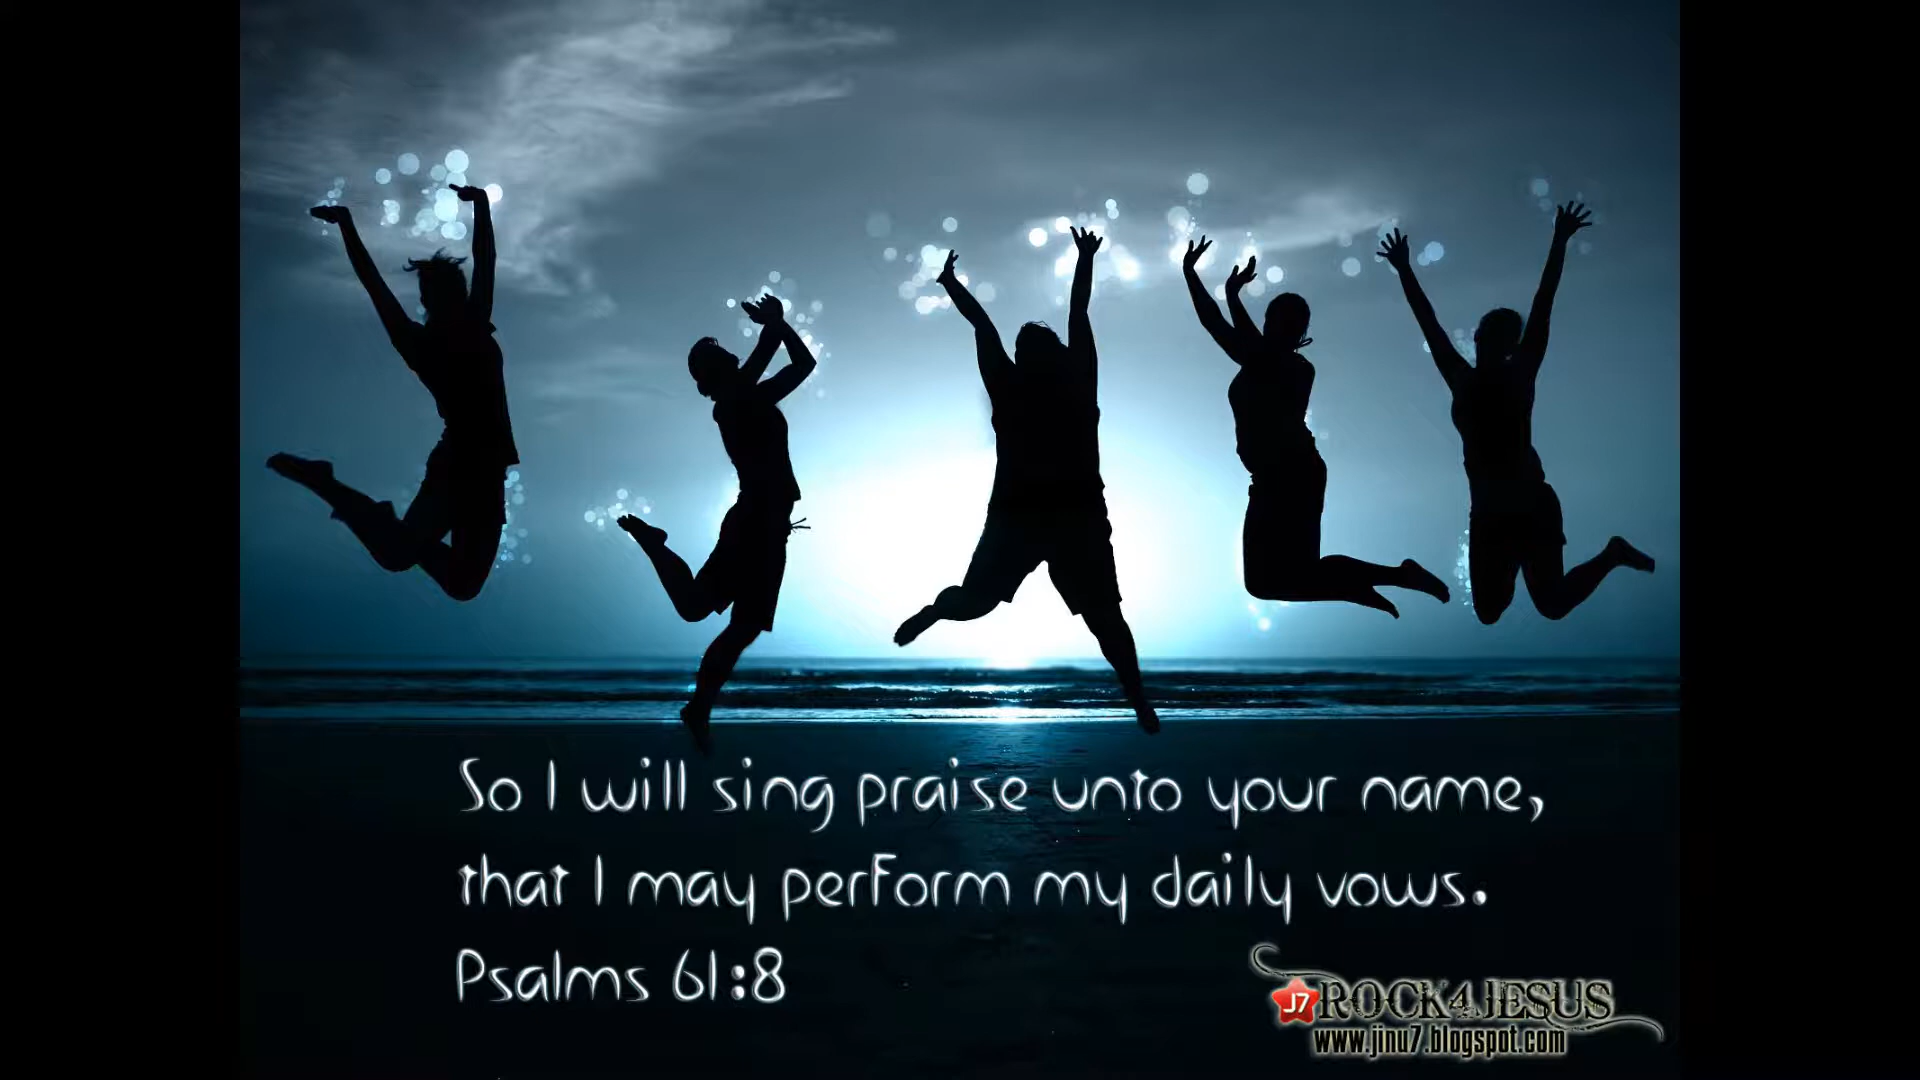 So I will sing praise unto your name,
that I may perform my daily vows.
Psalms 61:8
J7 ROCK4JESUS
www.jinu7.blogspot.com